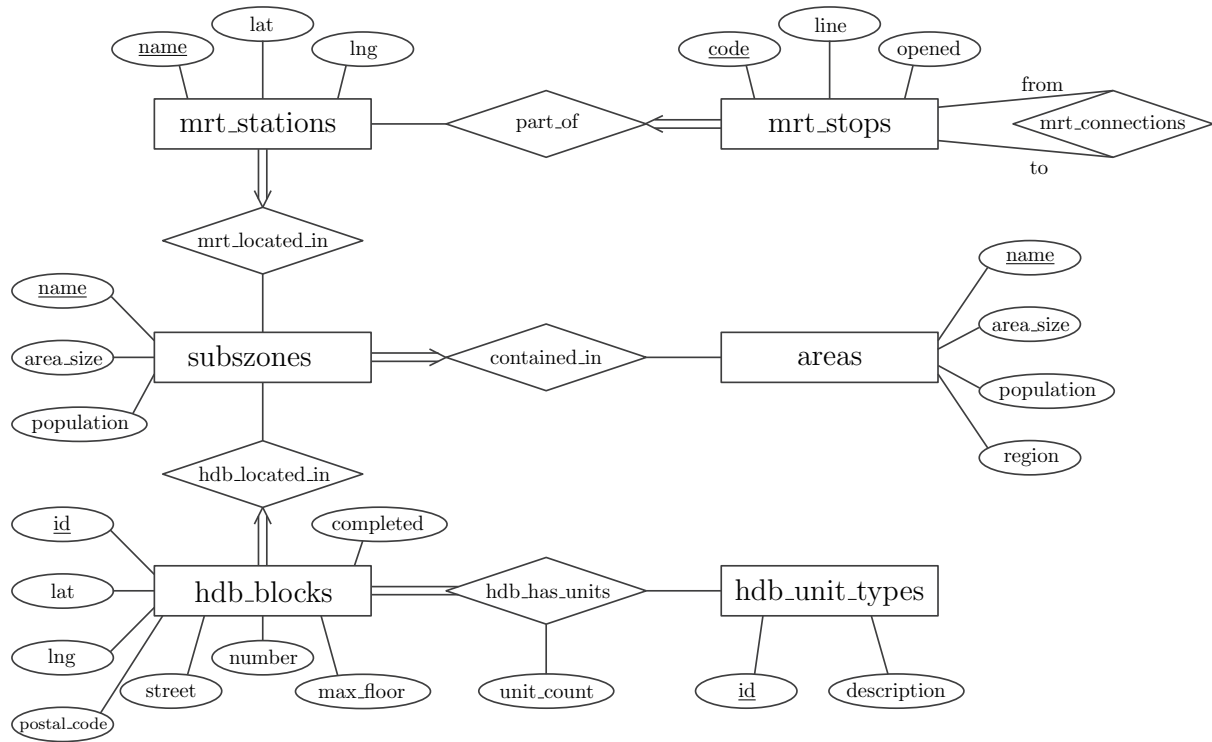 lat
line
name
lng
code
opened
from
mrt_stations
part_of
mrt_stops
mrt_connections
to
mrt_located_in
name
name
area_size
subszones
contained_in
areas
area_size
population
population
region
hdb_located_in
id
completed
lat
hdb_blocks
hdb_has_units
hdb_unit_types
lng
number
street
max_floor
unit_count
id
description
postal_code